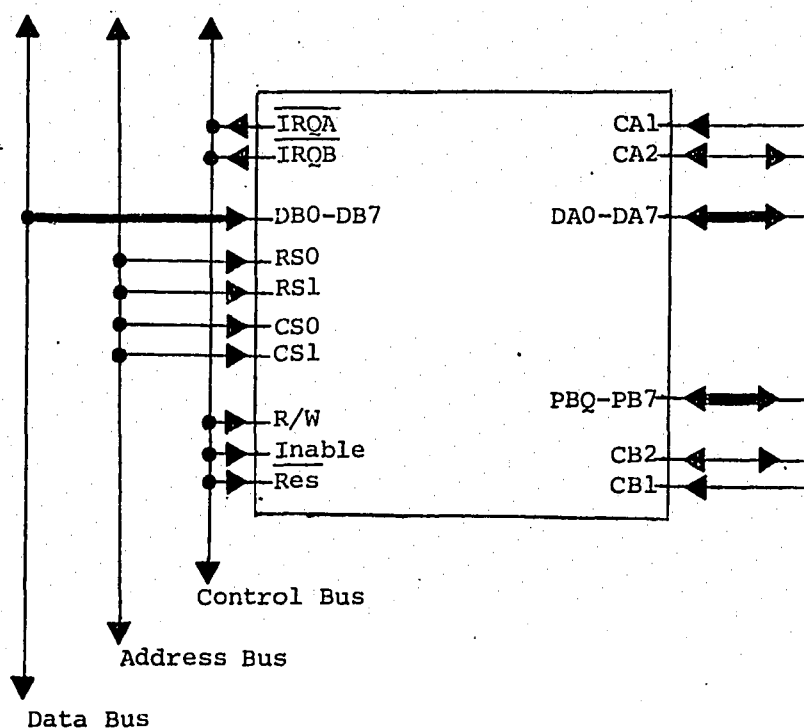 IRQA
IRQB
DB0-DB7
RS0
RS1
CS0
CS1
R/W
Inable
Res
CA1
CA2
DA0-DA7
PBQ-PB7
CB2
CB1
Control Bus
Address Bus
Data Bus